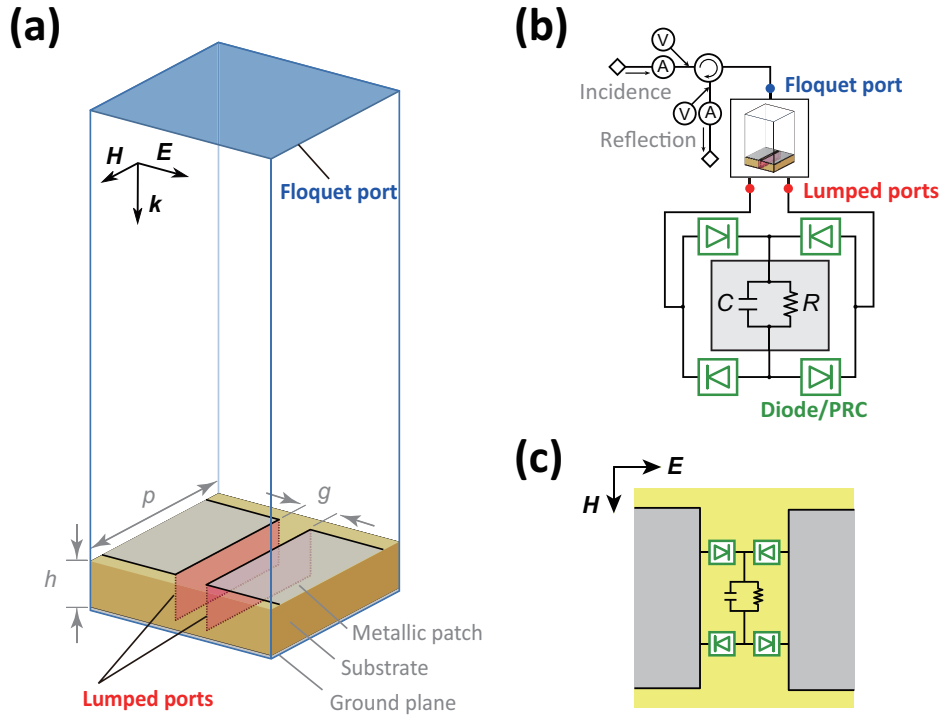 (a)
H
E
k
Floquet port
p
g
h
Metallic patch
Substrate
Ground plane
Lumped ports
(b)
V
A
Incidence
V
A
Reflection
Floquet port
Lumped ports
C
R
Diode/PRC
(c)
E
H